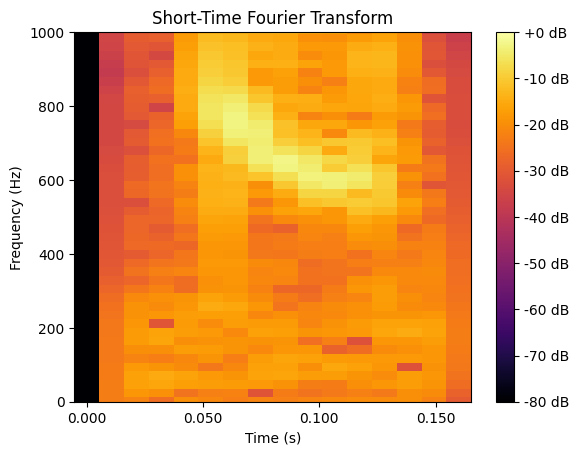 Short-Time Fourier Transform
1000
800
600
400
200
0
Frequency (Hz)
0.000
0.050
0.100
0.150
Time (s)
+0 dB
-10 dB
-20 dB
-30 dB
-40 dB
-50 dB
-60 dB
-70 dB
-80 dB